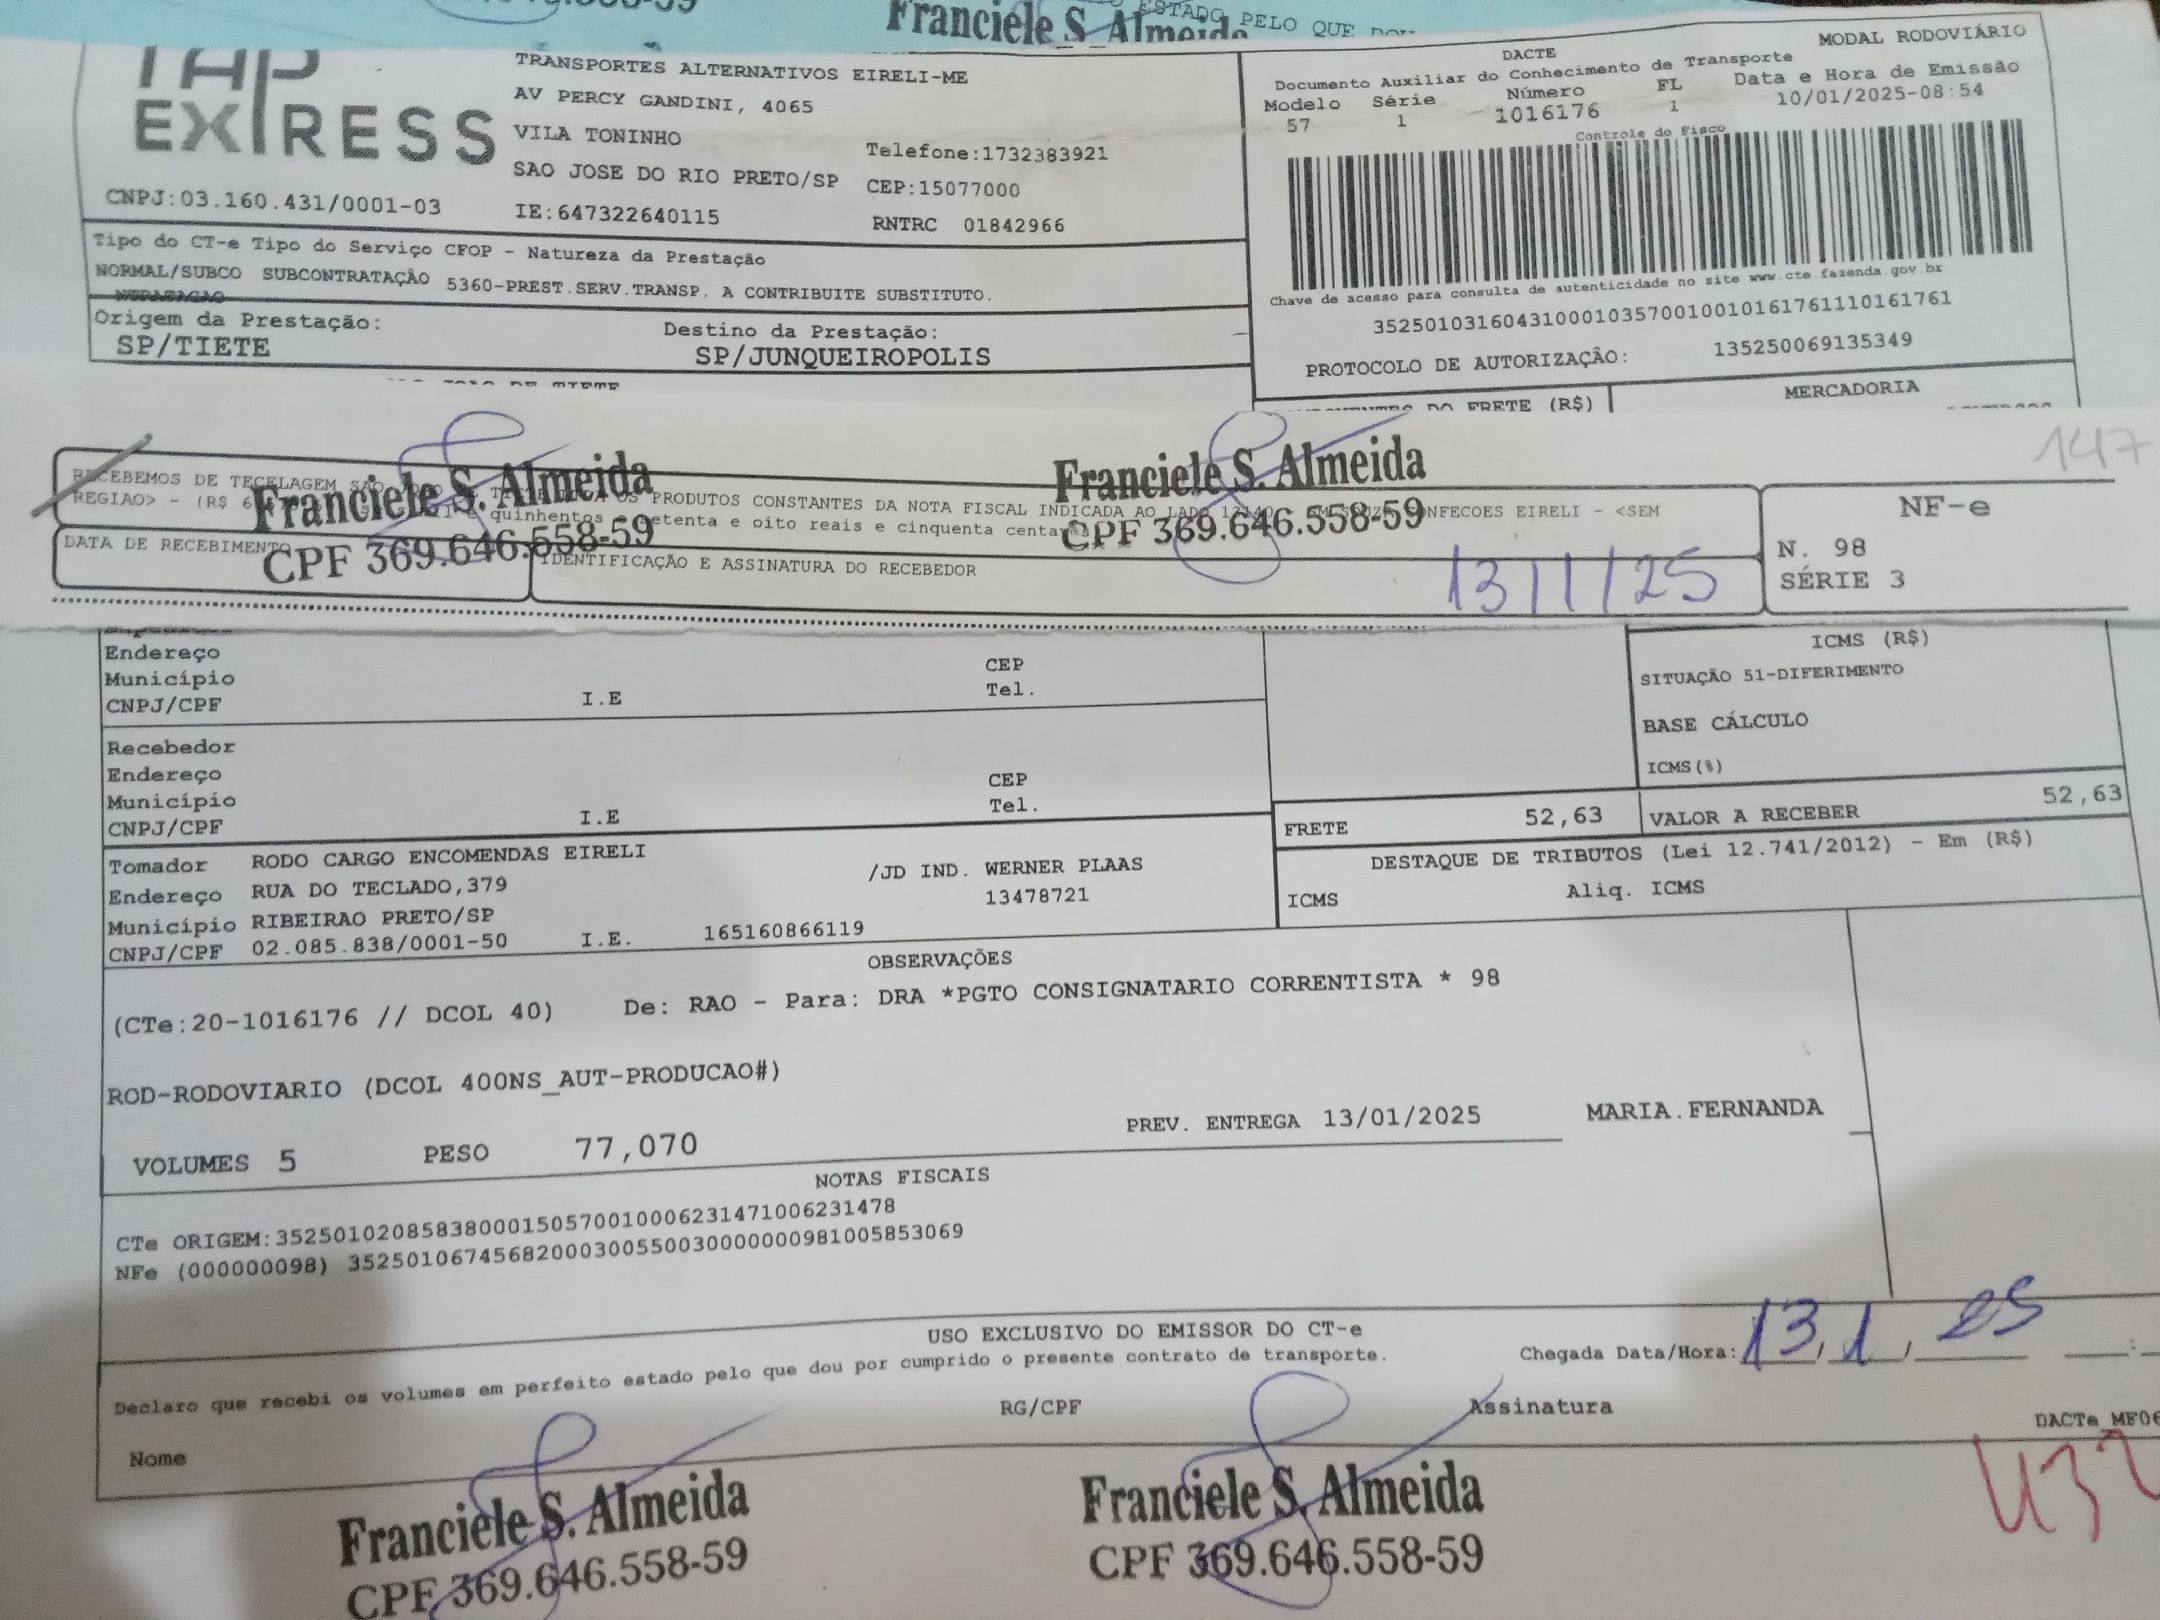 Franciele S. Almeida
ESTADO PELO QUE DOU
TAP
EXPRESS
TRANSPORTES ALTERNATIVOS EIRELI-ME
AV PERCY GANDINI, 4065
VILA TONINHO
Telefone:1732383921
SAO JOSE DO RIO PRETO/SP CEP:15077000
CNPJ:03.160.431/0001-03 IE:647322640115 RNTRC 01842966
MODAL RODOVIÁRIO
DACTE
Documento Auxiliar do Conhecimento de Transporte
Modelo Série Número FL Data e Hora de Emissão
57 1 1016176 1 10/01/2025-08:54
Controle do Fisco
Chave de acesso para consulta de autenticidade no site www.cte.fazenda.gov.br
35250103160431000103570010010161761110161761
PROTOCOLO DE AUTORIZAÇÃO: 135250069135349
Tipo do CT-e Tipo do Serviço CFOP - Natureza da Prestação
NORMAL/SUBCO SUBCONTRATAÇÃO 5360-PREST.SERV.TRANSP. A CONTRIBUITE SUBSTITUTO.
NTRATACAO
Origem da Prestação: Destino da Prestação:
SP/TIETE SP/JUNQUEIROPOLIS
DO FRETE (R$) MERCADORIA
147
RECEBEMOS DE TECELAGEM OS PRODUTOS CONSTANTES DA NOTA FISCAL INDICADA AO LADO CONFECOES EIRELI - <SEM
REGIAO> - (R$ quinhentos e setenta e oito reais e cinquenta centavos
Franciele S. Almeida
CPF 369.646.558-59
Franciele S. Almeida
CPF 369.646.558-59
DATA DE RECEBIMENTO IDENTIFICAÇÃO E ASSINATURA DO RECEBEDOR
13/1/25
NF-e
N. 98
SÉRIE 3
Endereço CEP
Município Tel.
CNPJ/CPF I.E
Recebedor
Endereço CEP
Município Tel.
CNPJ/CPF I.E
ICMS (R$)
SITUAÇÃO 51-DIFERIMENTO
BASE CÁLCULO
ICMS(%)
FRETE 52,63 VALOR A RECEBER 52,63
DESTAQUE DE TRIBUTOS (Lei 12.741/2012) - Em (R$)
ICMS Aliq. ICMS
Tomador RODO CARGO ENCOMENDAS EIRELI
Endereço RUA DO TECLADO,379 /JD IND. WERNER PLAAS
Município RIBEIRAO PRETO/SP 13478721
CNPJ/CPF 02.085.838/0001-50 I.E. 165160866119
OBSERVAÇÕES
(CTe:20-1016176 // DCOL 40) De: RAO - Para: DRA *PGTO CONSIGNATARIO CORRENTISTA * 98
ROD-RODOVIARIO (DCOL 400NS_AUT-PRODUCAO#)
VOLUMES 5 PESO 77,070 PREV. ENTREGA 13/01/2025 MARIA.FERNANDA
NOTAS FISCAIS
CTe ORIGEM:35250102085838000150570010006231471006231478
NFe (000000098) 35250106745682000300550030000000981005853069
USO EXCLUSIVO DO EMISSOR DO CT-e
Declaro que recebi os volumes em perfeito estado pelo que dou por cumprido o presente contrato de transporte. Chegada Data/Hora: 13/1/25
Nome RG/CPF Assinatura
DACTe MF06
Franciele S. Almeida
CPF 369.646.558-59
Franciele S. Almeida
CPF 369.646.558-59